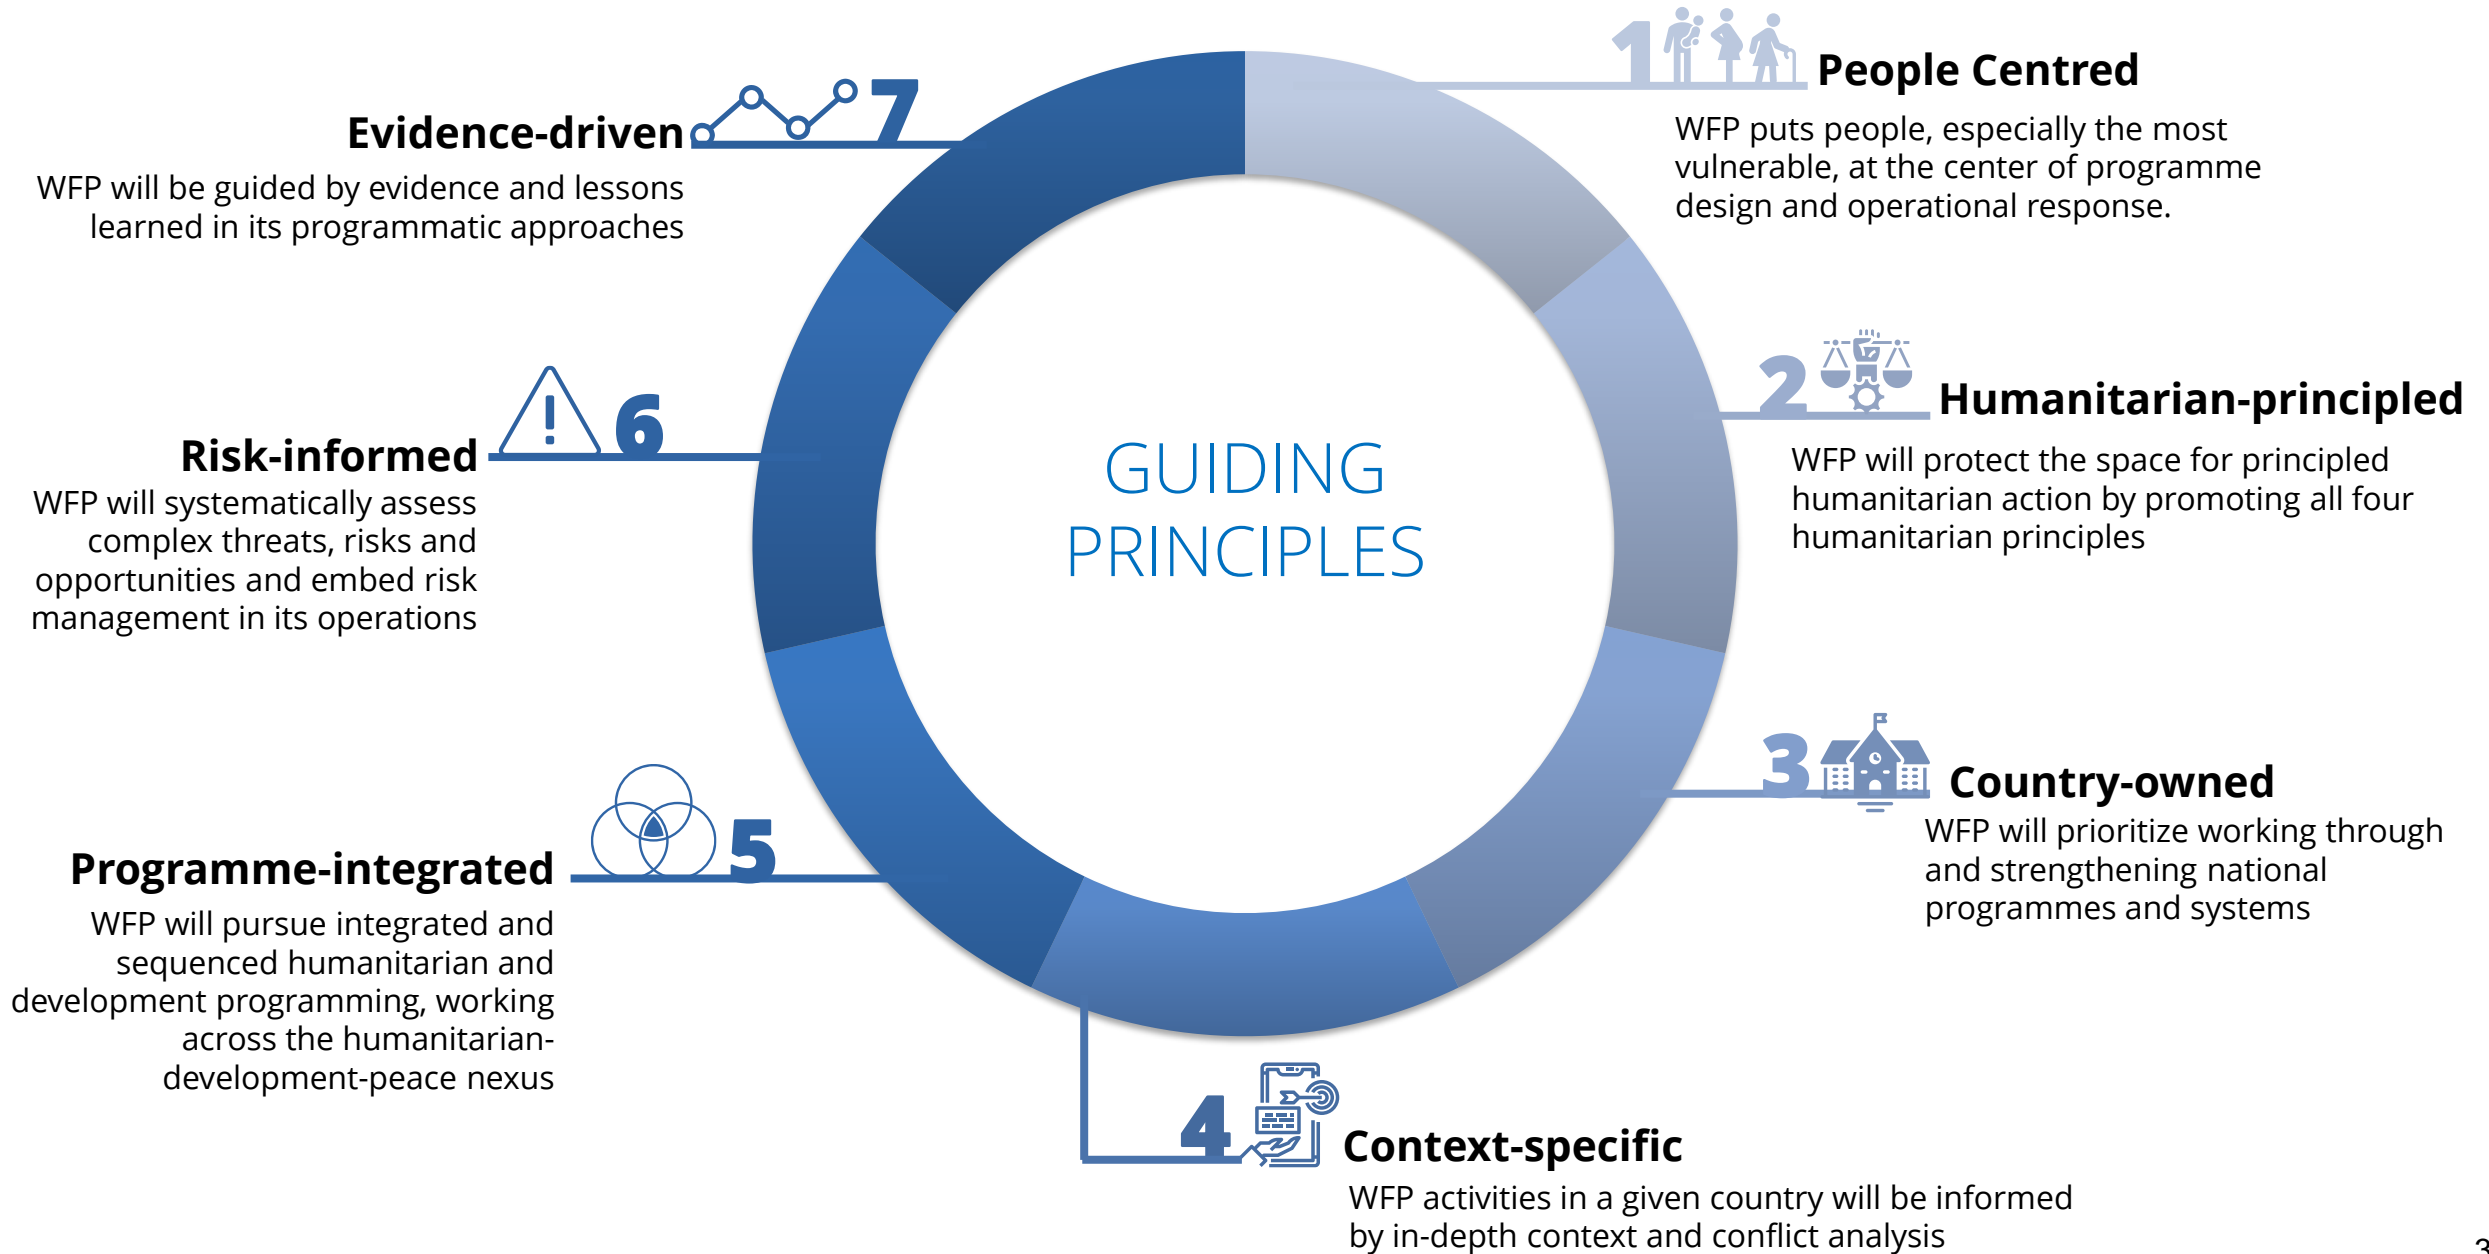 GUIDING
PRINCIPLES
1
People Centred
WFP puts people, especially the most
vulnerable, at the center of programme
design and operational response.
2
Humanitarian-principled
WFP will protect the space for principled
humanitarian action by promoting all four
humanitarian principles
3
Country-owned
WFP will prioritize working through
and strengthening national
programmes and systems
4
Context-specific
WFP activities in a given country will be informed
by in-depth context and conflict analysis
5
Programme-integrated
WFP will pursue integrated and
sequenced humanitarian and
development programming, working
across the humanitarian-
development-peace nexus
6
Risk-informed
WFP will systematically assess
complex threats, risks and
opportunities and embed risk
management in its operations
7
Evidence-driven
WFP will be guided by evidence and lessons
learned in its programmatic approaches